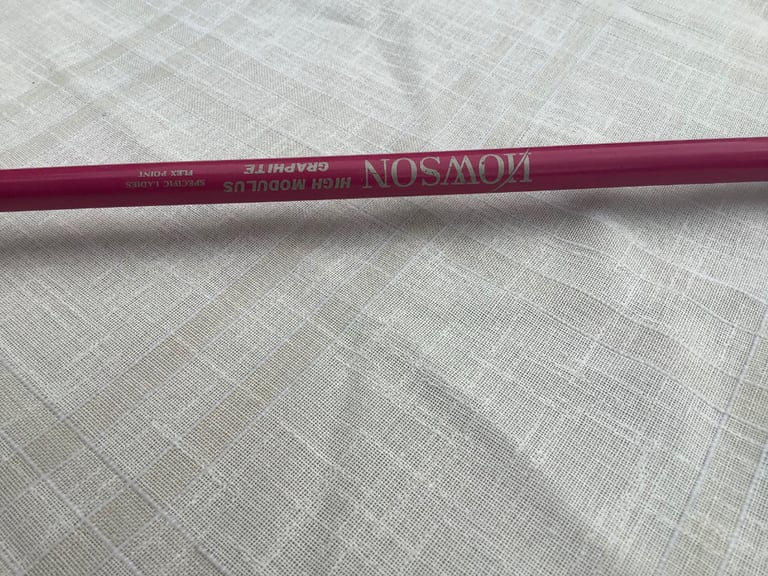 HOWSON
HIGH MODULUS
GRAPHITE
SPECIFIC LADIES
FLEX POINT